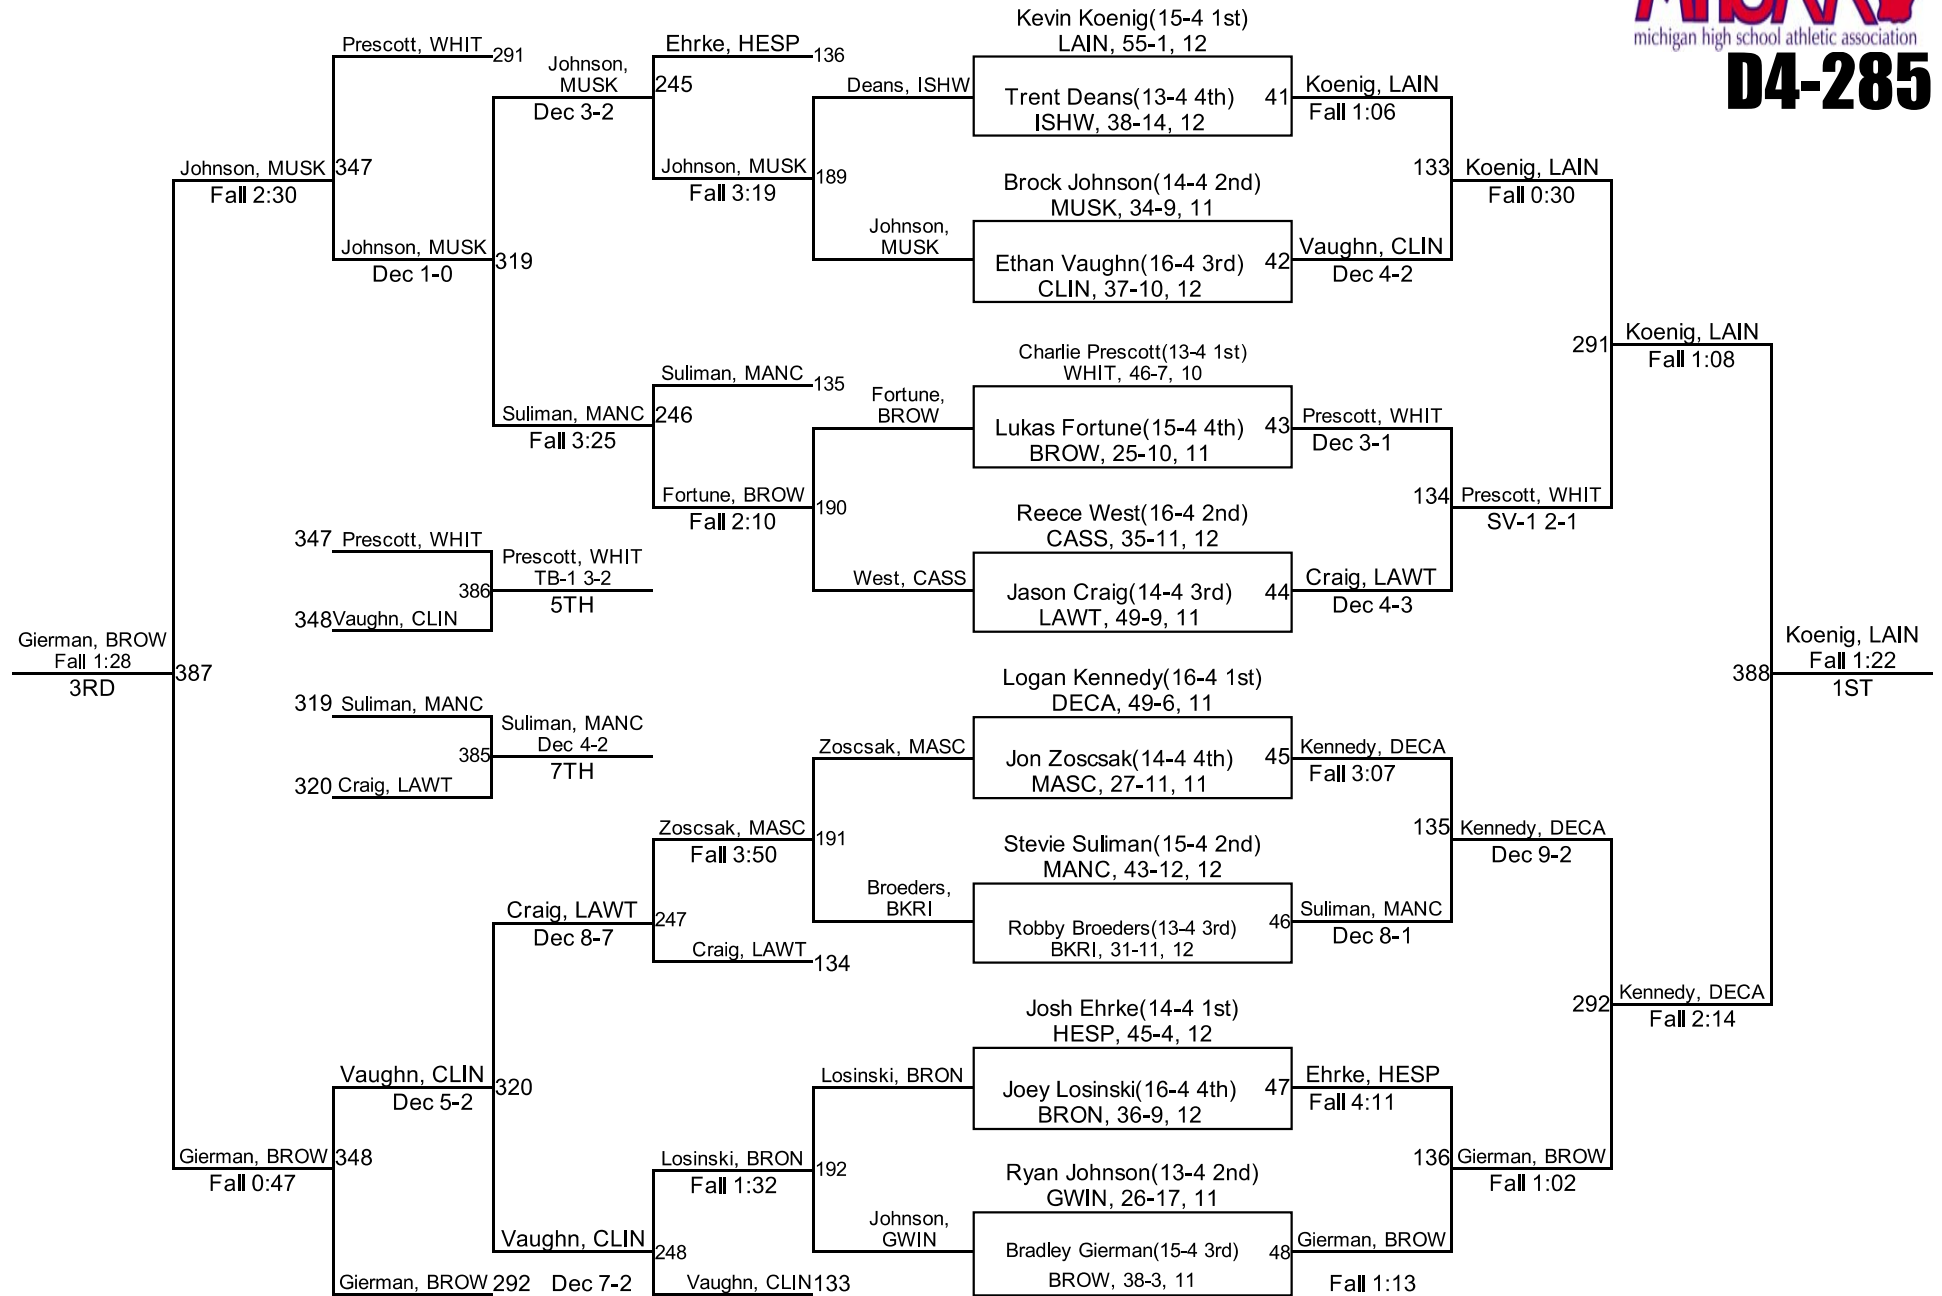 MHSAA
michigan high school athletic association
D4-285
Kevin Koenig(15-4 1st)
LAIN, 55-1, 12
Trent Deans(13-4 4th)
ISHW, 38-14, 12
41
Brock Johnson(14-4 2nd)
MUSK, 34-9, 11
Ethan Vaughn(16-4 3rd)
CLIN, 37-10, 12
42
Charlie Prescott(13-4 1st)
WHIT, 46-7, 10
Lukas Fortune(15-4 4th)
BROW, 25-10, 11
43
Reece West(16-4 2nd)
CASS, 35-11, 12
Jason Craig(14-4 3rd)
LAWT, 49-9, 11
44
Logan Kennedy(16-4 1st)
DECA, 49-6, 11
Jon Zoscsak(14-4 4th)
MASC, 27-11, 11
45
Stevie Suliman(15-4 2nd)
MANC, 43-12, 12
Robby Broeders(13-4 3rd)
BKRI, 31-11, 12
46
Josh Ehrke(14-4 1st)
HESP, 45-4, 12
Joey Losinski(16-4 4th)
BRON, 36-9, 12
47
Ryan Johnson(13-4 2nd)
GWIN, 26-17, 11
Bradley Gierman(15-4 3rd)
BROW, 38-3, 11
48
Koenig, LAIN
Fall 1:06
Vaughn, CLIN
Dec 4-2
Prescott, WHIT
Dec 3-1
Craig, LAWT
Dec 4-3
Kennedy, DECA
Fall 3:07
Suliman, MANC
Dec 8-1
Ehrke, HESP
Fall 4:11
Gierman, BROW
Fall 1:13
133
Koenig, LAIN
Fall 0:30
134
Prescott, WHIT
SV-1 2-1
135
Kennedy, DECA
Dec 9-2
136
Gierman, BROW
Fall 1:02
291
Koenig, LAIN
Fall 1:08
292
Kennedy, DECA
Fall 2:14
388
Koenig, LAIN
Fall 1:22
1ST
Deans, ISHW
Johnson,
MUSK
Fortune,
BROW
West, CASS
Zoscsak, MASC
Broeders,
BKRI
Losinski, BRON
Johnson,
GWIN
Ehrke, HESP
136
Johnson, MUSK
Fall 3:19
189
Suliman, MANC
135
Fortune, BROW
Fall 2:10
190
Zoscsak, MASC
Fall 3:50
191
Craig, LAWT
134
Losinski, BRON
Fall 1:32
192
Vaughn, CLIN
133
Johnson,
MUSK
Dec 3-2
245
Suliman, MANC
Fall 3:25
246
Craig, LAWT
Dec 8-7
247
Vaughn, CLIN
Dec 7-2
248
Prescott, WHIT
291
Johnson, MUSK
Dec 1-0
319
Vaughn, CLIN
Dec 5-2
320
Gierman, BROW
292
Johnson, MUSK
Fall 2:30
347
Gierman, BROW
Fall 0:47
348
Gierman, BROW
Fall 1:28
3RD
387
347 Prescott, WHIT
348 Vaughn, CLIN
386
Prescott, WHIT
TB-1 3-2
5TH
319 Suliman, MANC
320 Craig, LAWT
385
Suliman, MANC
Dec 4-2
7TH